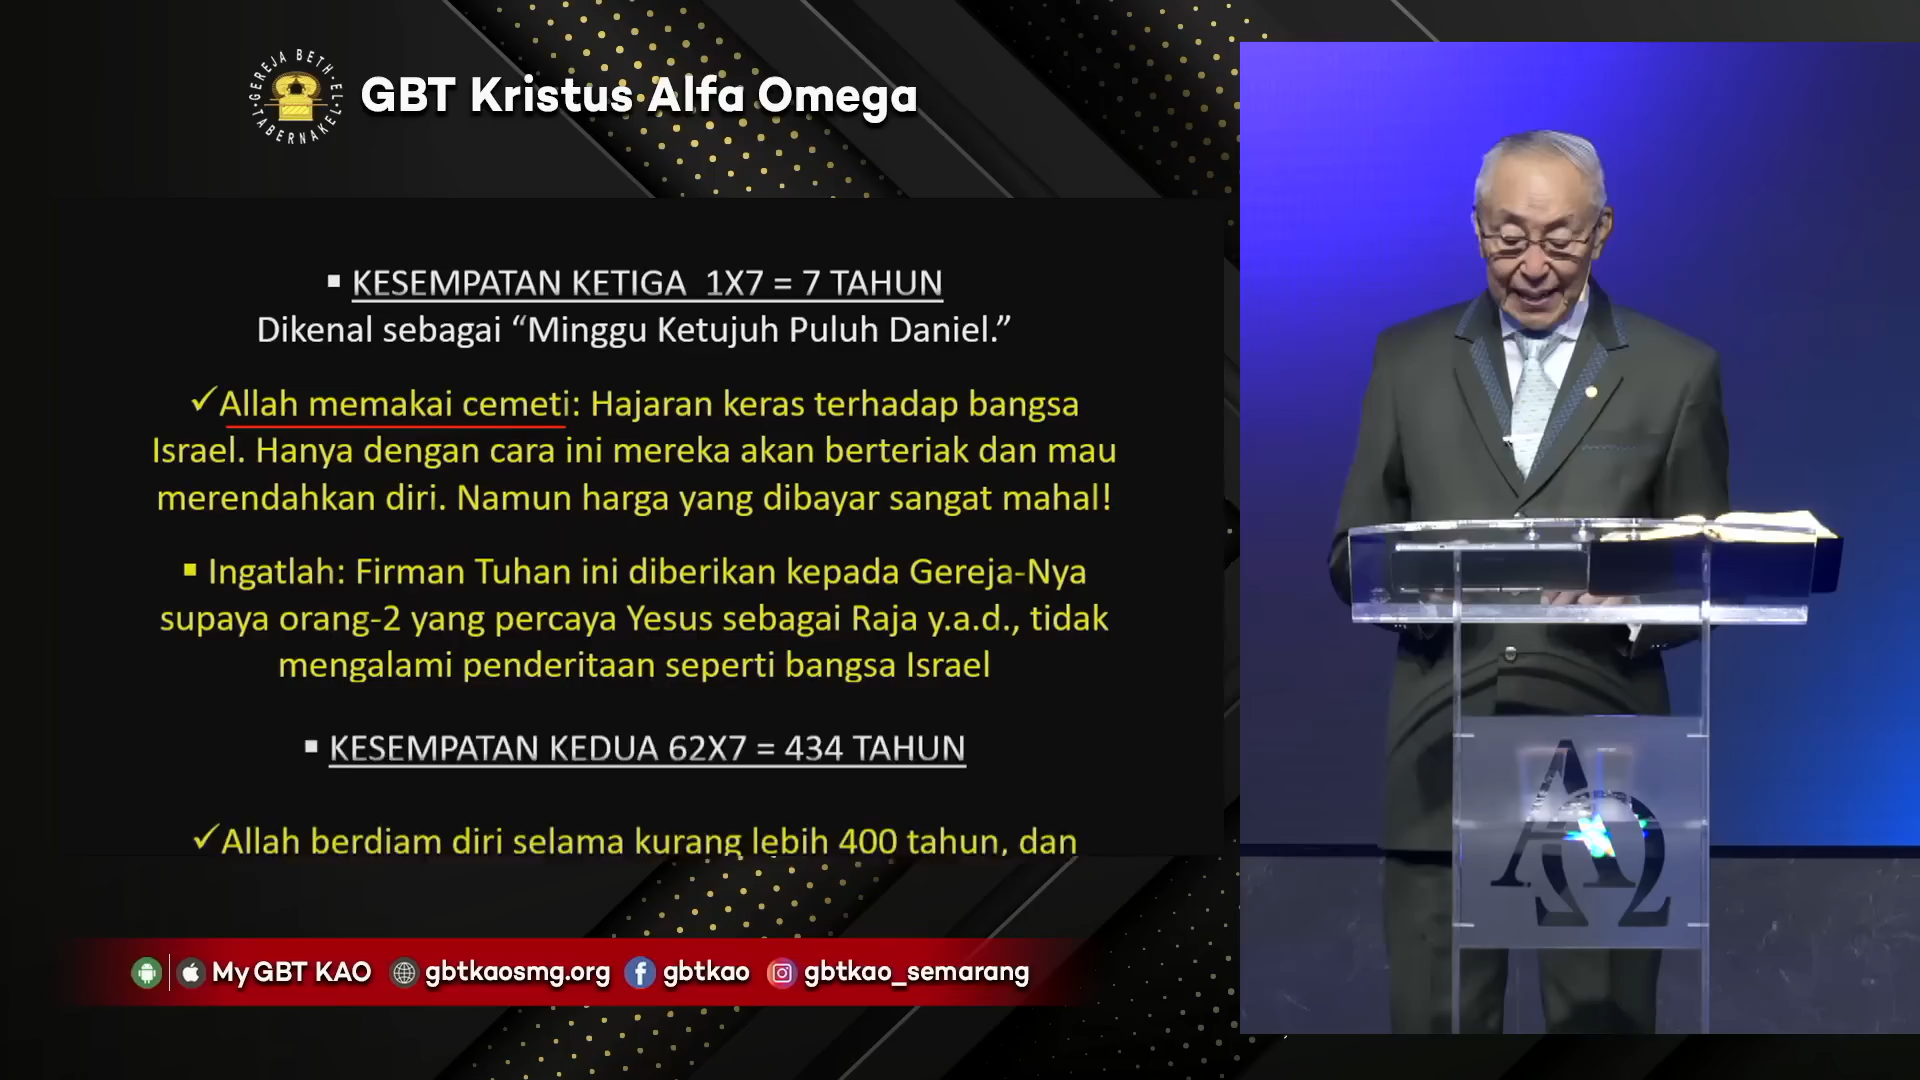 GEREJA BETH-EL TABERNAKEL
GBT Kristus Alfa Omega
▪ KESEMPATAN KETIGA 1X7 = 7 TAHUN
Dikenal sebagai “Minggu Ketujuh Puluh Daniel.”
✓Allah memakai cemeti: Hajaran keras terhadap bangsa
Israel. Hanya dengan cara ini mereka akan berteriak dan mau
merendahkan diri. Namun harga yang dibayar sangat mahal!
▪ Ingatlah: Firman Tuhan ini diberikan kepada Gereja-Nya
supaya orang-2 yang percaya Yesus sebagai Raja y.a.d., tidak
mengalami penderitaan seperti bangsa Israel
▪ KESEMPATAN KEDUA 62X7 = 434 TAHUN
✓Allah berdiam diri selama kurang lebih 400 tahun, dan
My GBT KAO gbtkaosmg.org gbtkao gbtkao_semarang
ΑΩ